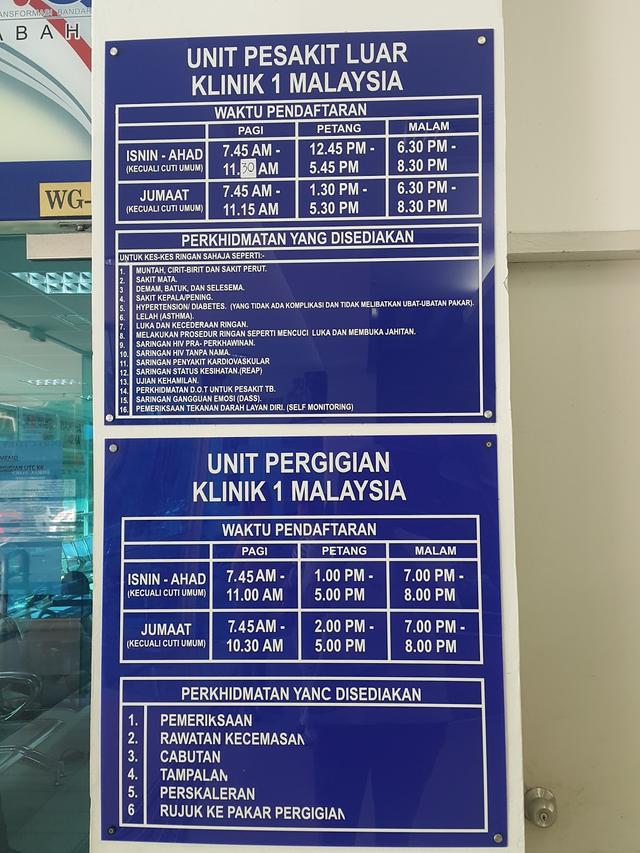 TRANSFORMASI BANDAR
ABAH
WG-
UNIT PESAKIT LUAR
KLINIK 1 MALAYSIA
WAKTU PENDAFTARAN
PAGI PETANG MALAM
ISNIN - AHAD (KECUALI CUTI UMUM) 7.45 AM - 11.30 AM 12.45 PM - 5.45 PM 6.30 PM - 8.30 PM
JUMAAT (KECUALI CUTI UMUM) 7.45 AM - 11.15 AM 1.30 PM - 5.30 PM 6.30 PM - 8.30 PM
PERKHIDMATAN YANG DISEDIAKAN
UNTUK KES-KES RINGAN SAHAJA SEPERTI:-
1. MUNTAH, CIRIT-BIRIT DAN SAKIT PERUT.
2. SAKIT MATA.
3. DEMAM, BATUK, DAN SELESEMA.
4. SAKIT KEPALA/PENING.
5. HYPERTENSION/ DIABETES. (YANG TIDAK ADA KOMPLIKASI DAN TIDAK MELIBATKAN UBAT-UBATAN PAKAR).
6. LELAH (ASTHMA).
7. LUKA DAN KECEDERAAN RINGAN.
8. MELAKUKAN PROSEDUR RINGAN SEPERTI MENCUCI LUKA DAN MEMBUKA JAHITAN.
9. SARINGAN HIV PRA- PERKHAWINAN.
10. SARINGAN HIV TANPA NAMA.
11. SARINGAN PENYAKIT KARDIOVASKULAR
12. SARINGAN STATUS KESIHATAN.(REAP)
13. UJIAN KEHAMILAN.
14. PERKHIDMATAN D.O.T UNTUK PESAKIT TB.
15. SARINGAN GANGGUAN EMOSI (DASS).
16. PEMERIKSAAN TEKANAN DARAH LAYAN DIRI. (SELF MONITORING)
UNIT PERGIGIAN
KLINIK 1 MALAYSIA
WAKTU PENDAFTARAN
PAGI PETANG MALAM
ISNIN - AHAD (KECUALI CUTI UMUM) 7.45 AM - 11.00 AM 1.00 PM - 5.00 PM 7.00 PM - 8.00 PM
JUMAAT (KECUALI CUTI UMUM) 7.45 AM - 10.30 AM 2.00 PM - 5.00 PM 7.00 PM - 8.00 PM
PERKHIDMATAN YANC DISEDIAKAN
1. PEMERIKSAAN
2. RAWATAN KECEMASAN
3. CABUTAN
4. TAMPALAN
5. PERSKALERAN
6 RUJUK KE PAKAR PERGIGIAN